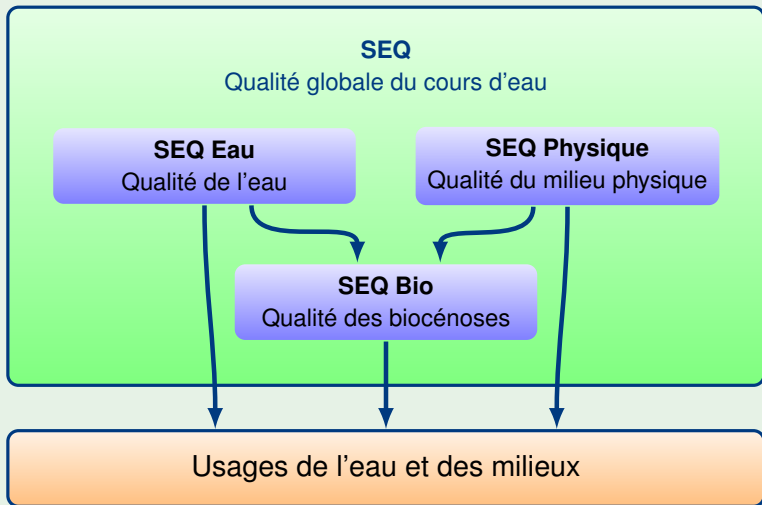 SEQ
Qualité globale du cours d'eau
SEQ Eau
Qualité de l'eau
SEQ Physique
Qualité du milieu physique
SEQ Bio
Qualité des biocénoses
Usages de l'eau et des milieux